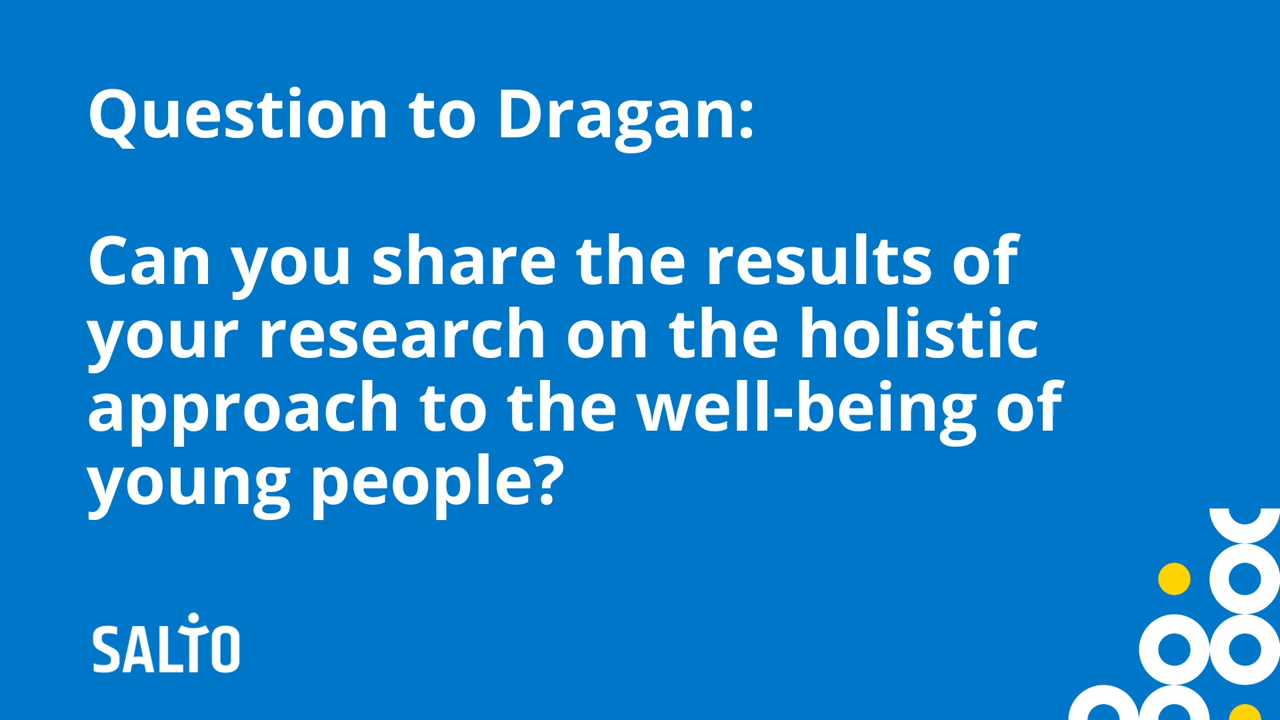 Question to Dragan:
Can you share the results of
your research on the holistic
approach to the well-being of
young people?
SALTO